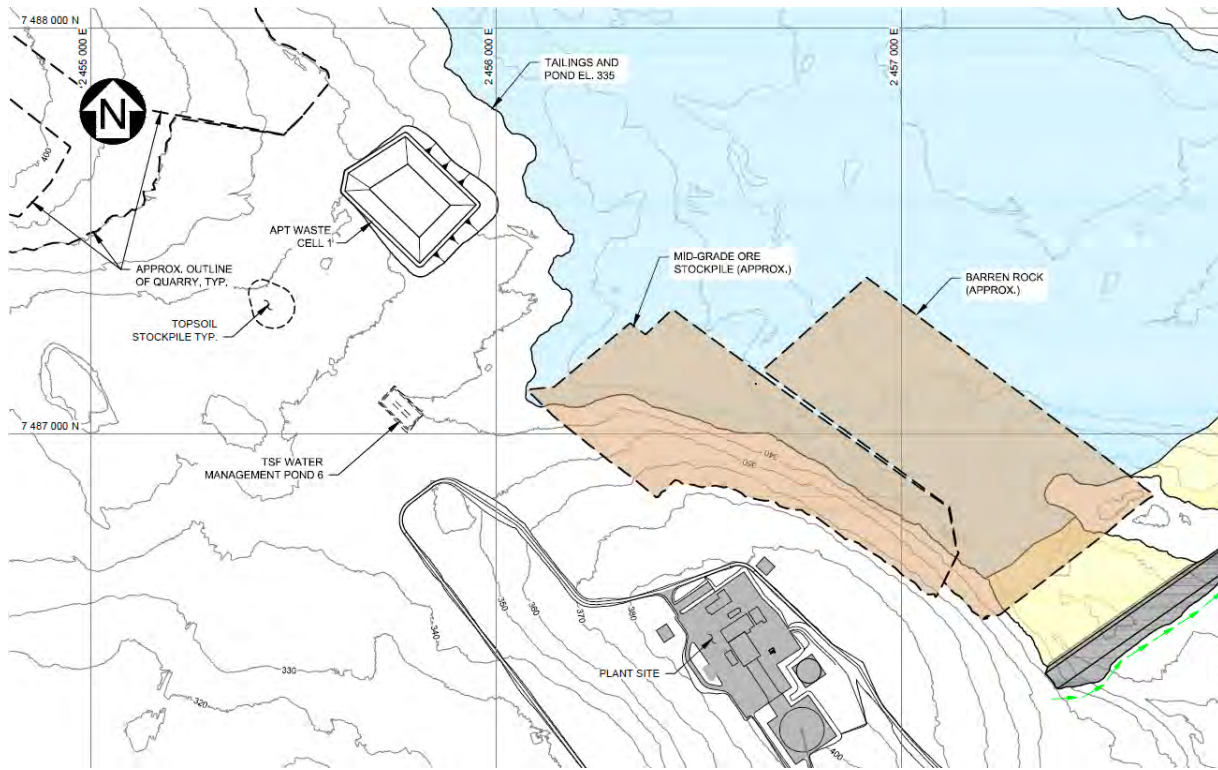 7 488 000 N
2 455 000 E
2 456 000 E
2 457 000 E
TAILINGS AND
POND EL. 335
N
400
APT WASTE
CELL 1
APPROX. OUTLINE
OF QUARRY, TYP.
MID-GRADE ORE
STOCKPILE (APPROX.)
BARREN ROCK
(APPROX.)
TOPSOIL
STOCKPILE TYP.
7 487 000 N
TSF WATER
MANAGEMENT POND 6
340
350
350
360
370
380
340
330
320
PLANT SITE
400